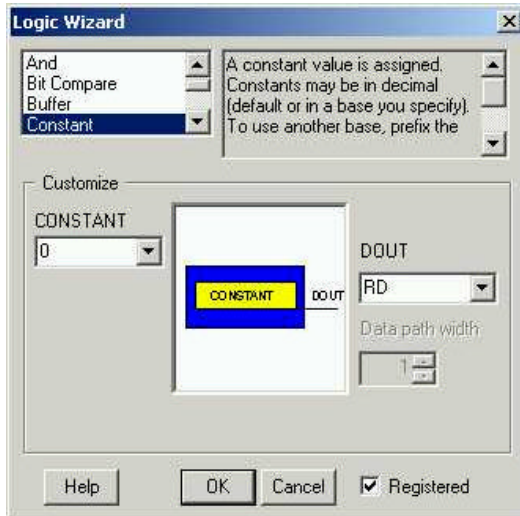 Logic Wizard
And
Bit Compare
Buffer
Constant
A constant value is assigned.
Constants may be in decimal
(default or in a base you specify).
To use another base, prefix the
Customize
CONSTANT
0
CONSTANT
DOUT
DOUT
RD
Data path width
1
Help
OK
Cancel
Registered